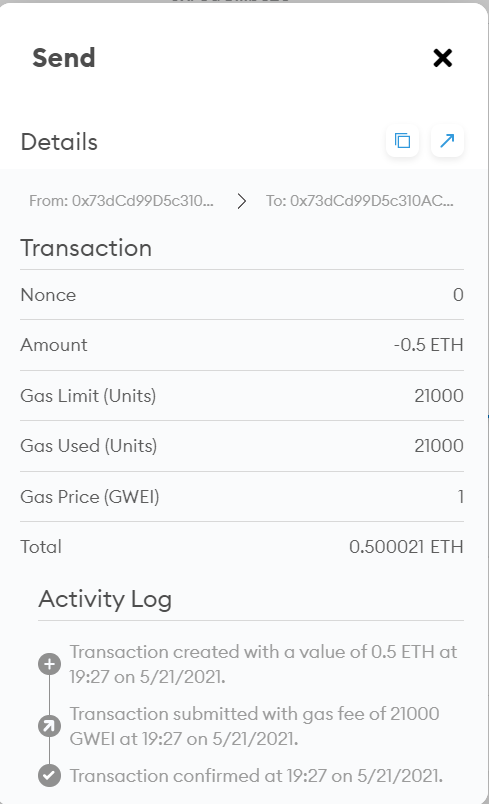 Send
Details
From: 0x73dCd99D5c310... To: 0x73dCd99D5c310AC...
Transaction
Nonce 0
Amount -0.5 ETH
Gas Limit (Units) 21000
Gas Used (Units) 21000
Gas Price (GWEI) 1
Total 0.500021 ETH
Activity Log
Transaction created with a value of 0.5 ETH at
19:27 on 5/21/2021.
Transaction submitted with gas fee of 21000
GWEI at 19:27 on 5/21/2021.
Transaction confirmed at 19:27 on 5/21/2021.